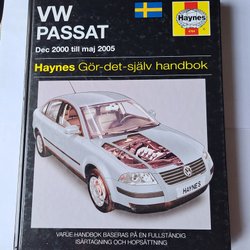 VW
PASSAT
Dec 2000 till maj 2005
Haynes
Haynes Gör-det-själv handbok
HAYNES
VARJE HANDBOK BASERAS PÅ EN FULLSTÄNDIG
ISÄRTAGNING OCH HOPSÄTTNING